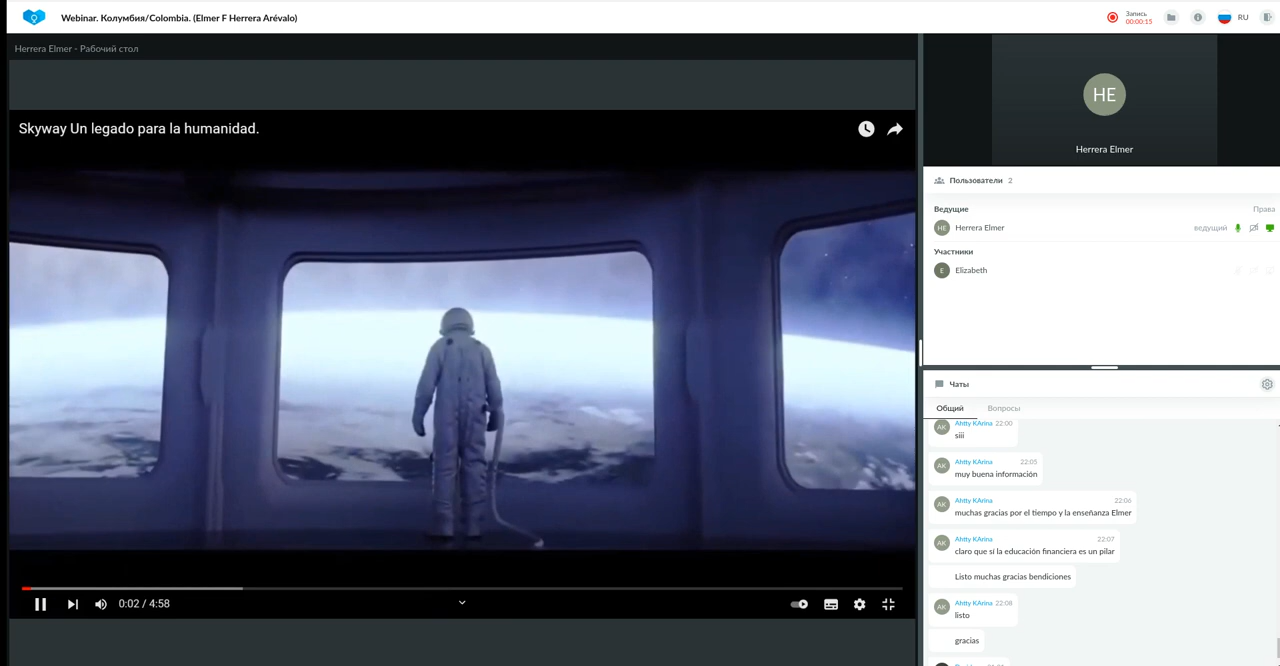 Webinar. Колумбия/Colombia. (Elmer F Herrera Arévalo)
Запись
00:00:15
RU
Herrera Elmer - Рабочий стол
Skyway Un legado para la humanidad.
0:02 / 4:58
HE
Herrera Elmer
Пользователи 2
Ведущие Права
HE Herrera Elmer ведущий
Участники
E Elizabeth
Чаты
Общий Вопросы
AK Ahtty KArina 22:00
siii
AK Ahtty KArina 22:05
muy buena información
AK Ahtty KArina 22:06
muchas gracias por el tiempo y la enseñanza Elmer
AK Ahtty KArina 22:07
claro que sí la educación financiera es un pilar
Listo muchas gracias bendiciones
AK Ahtty KArina 22:08
listo
gracias